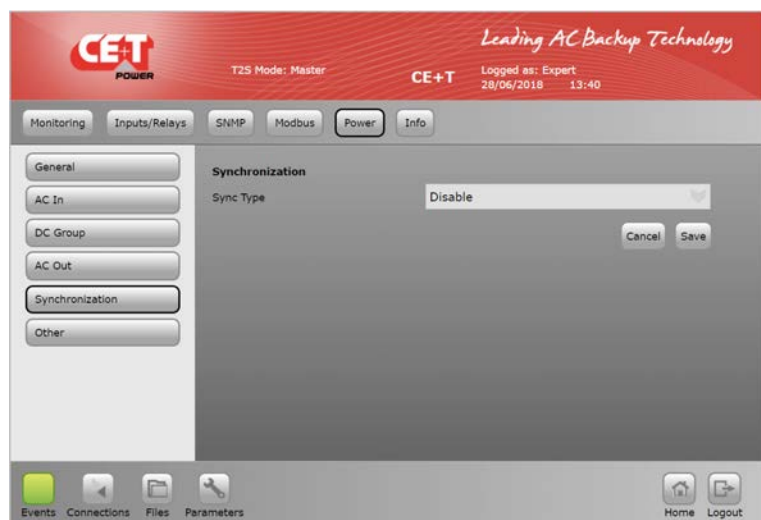 CE+T
POWER
Leading AC Backup Technology
T2S Mode: Master
CE+T
Logged as: Expert
28/06/2018 13:40
Monitoring Inputs/Relays SNMP Modbus Power Info
General
AC In
DC Group
AC Out
Synchronization
Other
Synchronization
Sync Type Disable
Cancel Save
Events Connections Files Parameters Home Logout